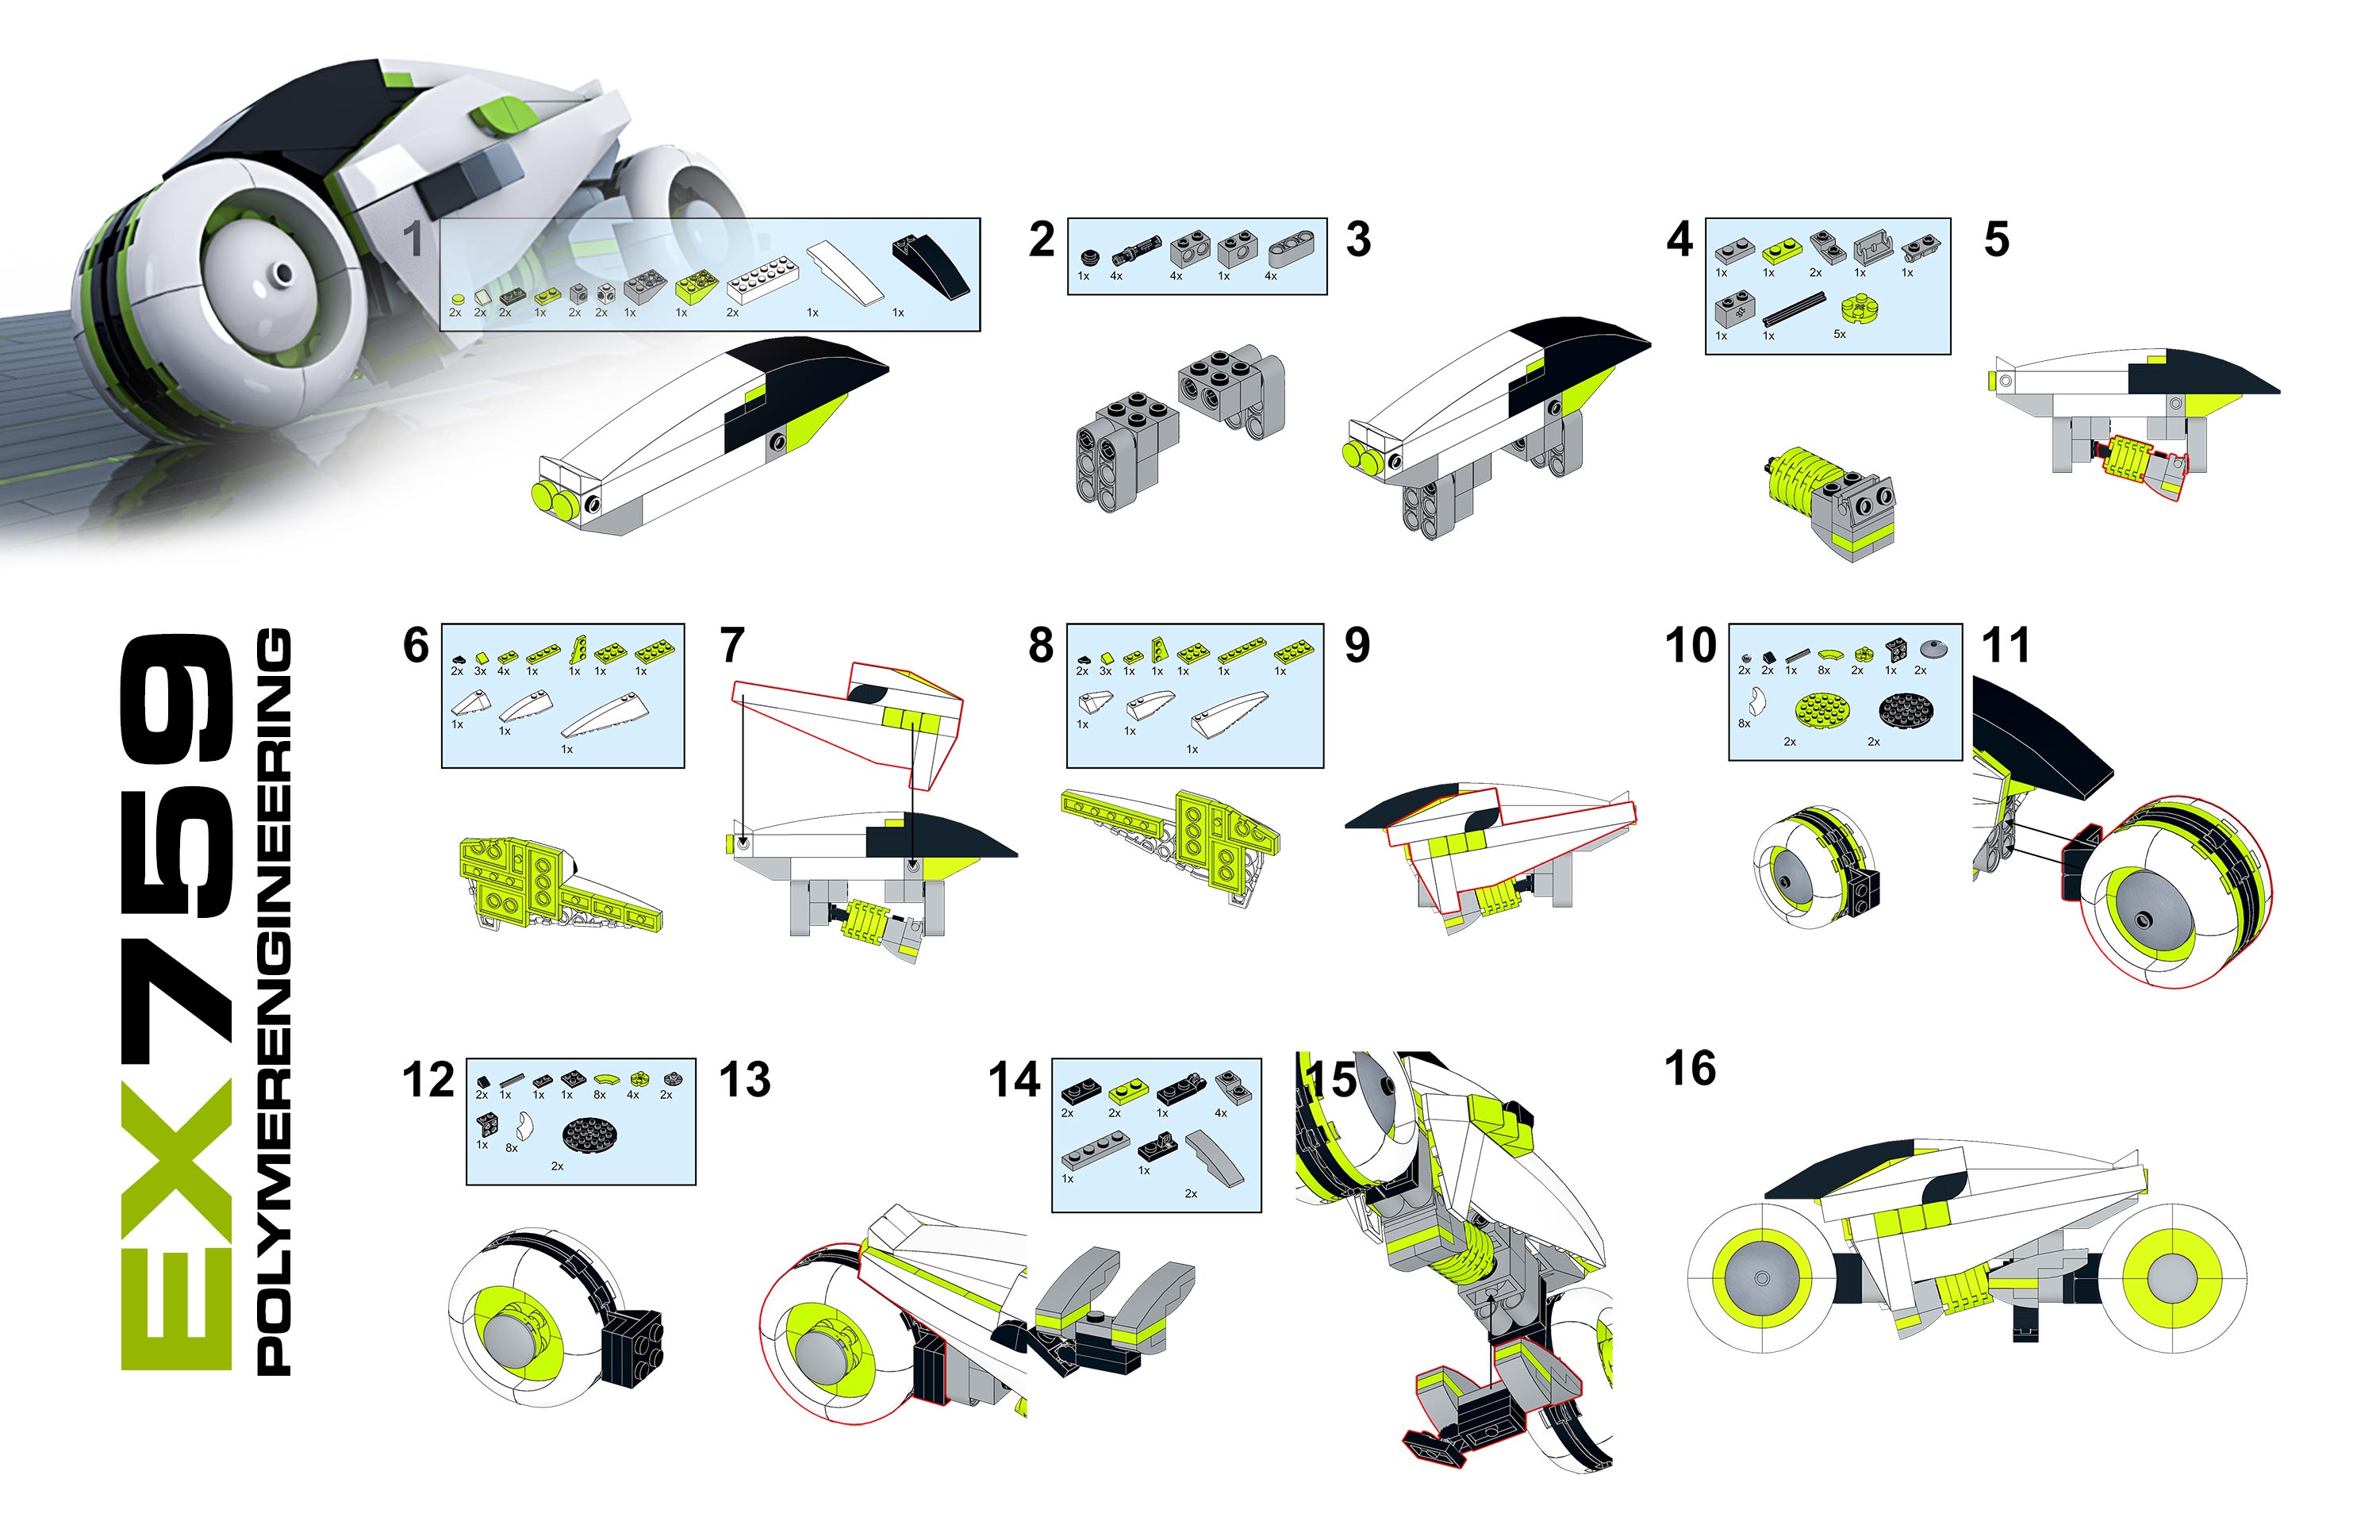 1
2x 2x 2x 1x 2x 2x 1x 1x 2x 1x 1x
2
1x 4x 4x 1x 4x
3
4
1x 1x 2x 1x 1x
1x 1x 5x
5
EX759
POLYMERENGINEERING
6
2x 3x 4x 1x 1x 1x 1x
1x 1x 1x
7
8
2x 3x 1x 1x 1x 1x 1x
1x 1x 1x
9
10
2x 2x 1x 8x 2x 1x 2x
8x 2x 2x
11
12
2x 1x 1x 1x 8x 4x 2x
1x 8x 2x
13
14
2x 2x 1x 4x
1x 1x 2x
15
16